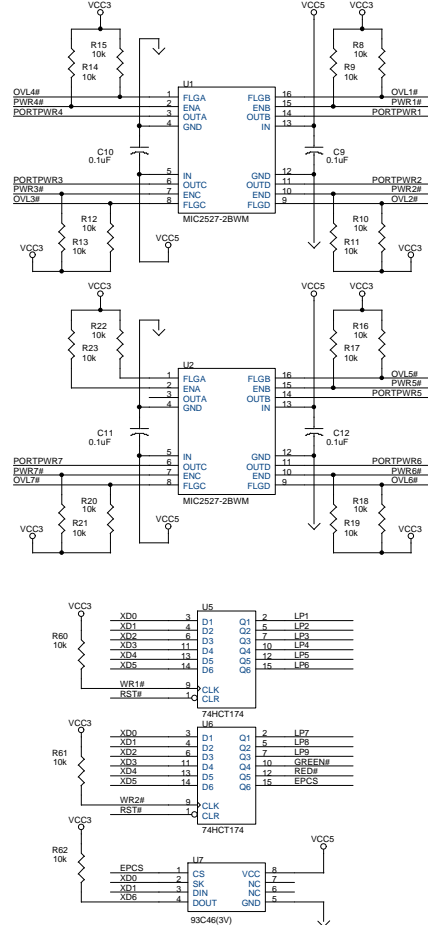 VCC3 VCC5 VCC3
R15 10k
R14 10k
R8 10k
R9 10k
U1
OVL4# 1 FLGA FLGB 16 OVL1#
PWR4# 2 ENA ENB 15 PWR1#
PORTPWR4 3 OUTA OUTB 14 PORTPWR1
4 GND IN 13
C10 0.1uF
C9 0.1uF
5 IN GND 12
PORTPWR3 6 OUTC OUTD 11 PORTPWR2
PWR3# 7 ENC END 10 PWR2#
OVL3# 8 FLGC FLGD 9 OVL2#
MIC2527-2BWM
R12 10k
R13 10k
R10 10k
R11 10k
VCC3 VCC5 VCC3
VCC3 VCC5 VCC3
R22 10k
R23 10k
R16 10k
R17 10k
U2
1 FLGA FLGB 16 OVL5#
2 ENA ENB 15 PWR5#
3 OUTA OUTB 14 PORTPWR5
4 GND IN 13
C11 0.1uF
C12 0.1uF
5 IN GND 12
PORTPWR7 6 OUTC OUTD 11 PORTPWR6
PWR7# 7 ENC END 10 PWR6#
OVL7# 8 FLGC FLGD 9 OVL6#
MIC2527-2BWM
R20 10k
R21 10k
R18 10k
R19 10k
VCC3 VCC5 VCC3
VCC3
R60 10k
U5
XD0 3 D1 Q1 2 LP1
XD1 4 D2 Q2 5 LP2
XD2 6 D3 Q3 7 LP3
XD3 11 D4 Q4 10 LP4
XD4 13 D5 Q5 12 LP5
XD5 14 D6 Q6 15 LP6
WR1# 9 CLK
RST# 1 CLR
74HCT174
VCC3
R61 10k
U6
XD0 3 D1 Q1 2 LP7
XD1 4 D2 Q2 5 LP8
XD2 6 D3 Q3 7 LP9
XD3 11 D4 Q4 10 GREEN#
XD4 13 D5 Q5 12 RED#
XD5 14 D6 Q6 15 EPCS
WR2# 9 CLK
RST# 1 CLR
74HCT174
VCC3
R62 10k
VCC5
U7
EPCS 1 CS VCC 8
XD0 2 SK NC 7
XD1 3 DIN NC 6
XD6 4 DOUT GND 5
93C46(3V)